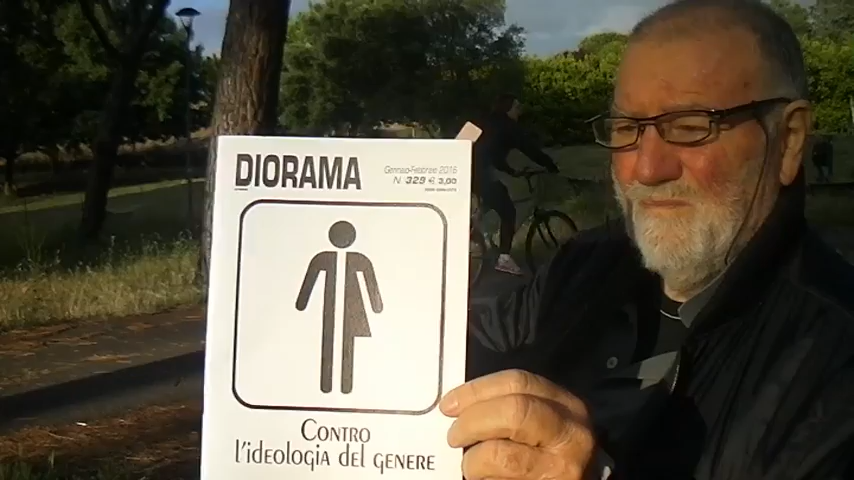 DIORAMA
Gennaio-Febbraio 2016
N. 329 € 3,00
CONTRO
l'ideologia del genere